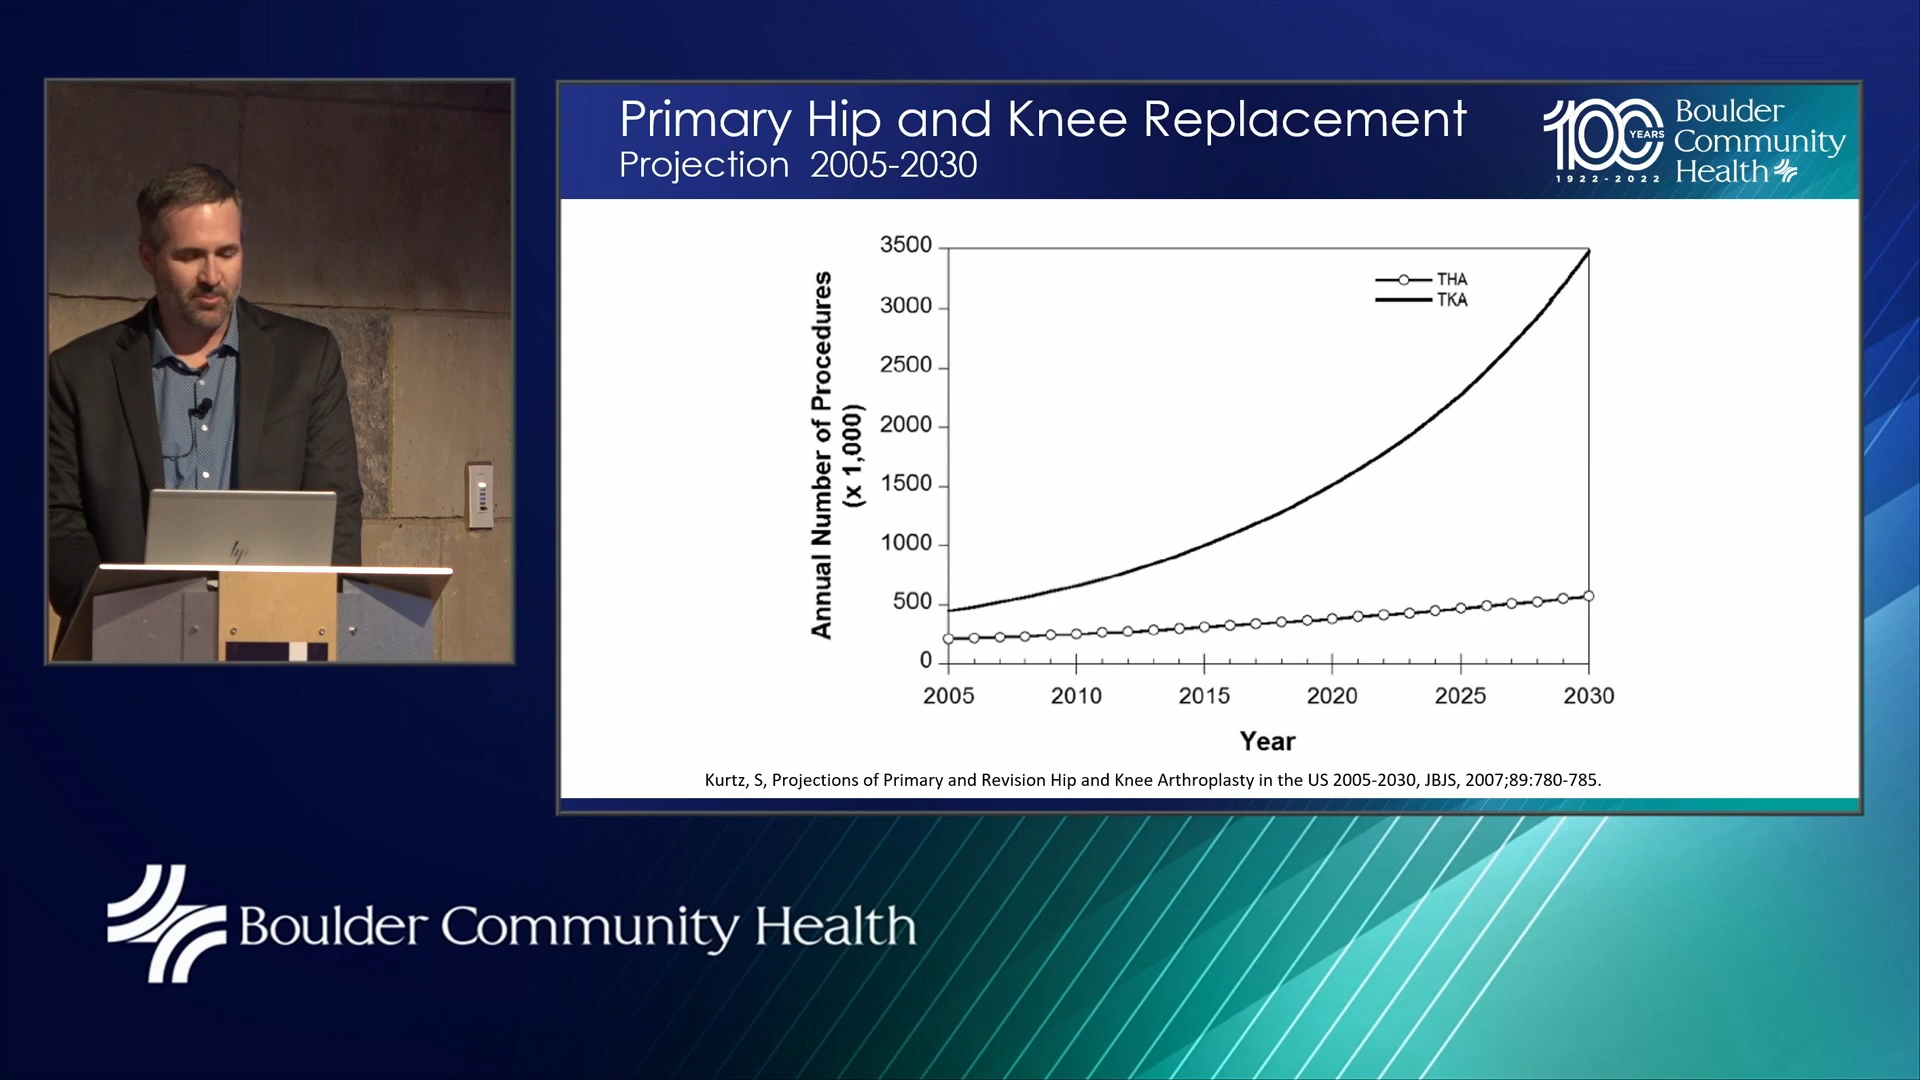 Primary Hip and Knee Replacement
Projection 2005-2030
100
YEARS
1922-2022
Boulder
Community
Health
3500
3000
2500
2000
1500
1000
500
0
Annual Number of Procedures
(x 1,000)
THA
TKA
2005 2010 2015 2020 2025 2030
Year
Kurtz, S, Projections of Primary and Revision Hip and Knee Arthroplasty in the US 2005-2030, JBJS, 2007;89:780-785.
hp
Boulder Community Health